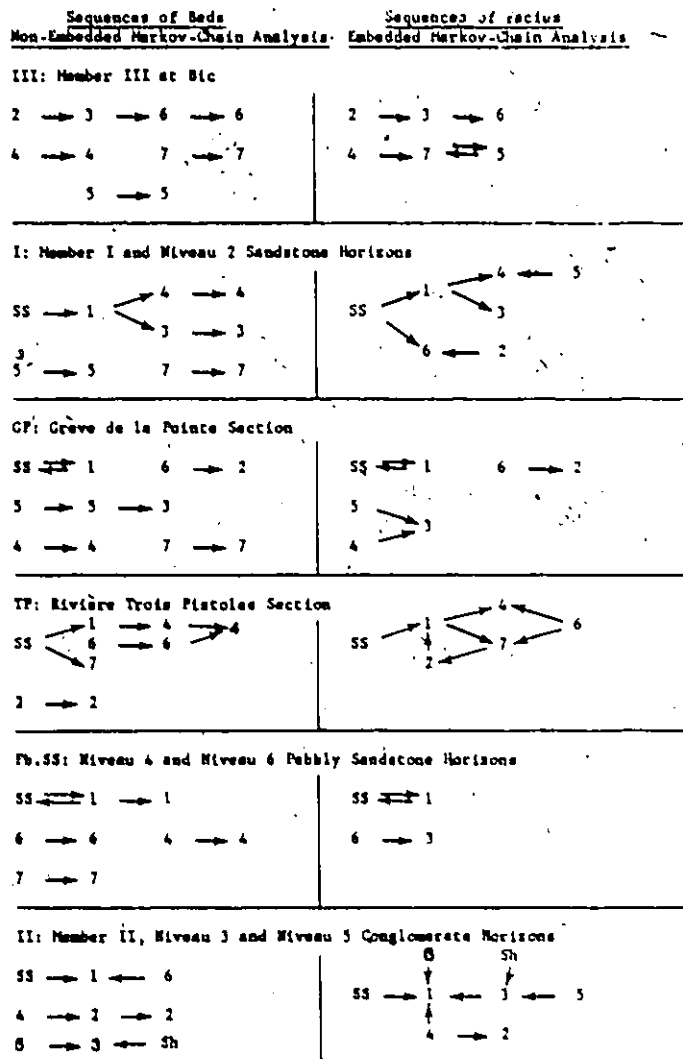 Sequences of Beds Sequences of Facies
Non-Embedded Markov-Chain Analysis Embedded Markov-Chain Analysis
III: Member III at Bic
2 → 3 → 6 → 6 2 → 3 → 6
4 → 4 7 → 7 4 → 7 ⇄ 5
5 → 5
I: Member I and Niveau 2 Sandstone Horizons
4 → 4 4 ← 5
SS → 1 SS 1
3 → 3 3
5 → 5 7 → 7 6 ← 2
GP: Grève de la Pointe Section
SS ⇄ 1 6 → 2 SS ⇄ 1 6 → 2
5 → 5 → 3 5
3
4 → 4 7 → 7 4
TP: Rivière Trois Pistoles Section
1 → 4 → 4 1 4
SS 6 → 6 SS 7 6
7 2
2 → 2
Pb.SS: Niveau 4 and Niveau 6 Pebbly Sandstone Horizons
SS ⇄ 1 → 1 SS ⇄ 1
6 → 6 4 → 4 6 → 3
7 → 7
II: Member II, Niveau 3 and Niveau 5 Conglomerate Horizons
B Sh
SS → 1 ← 6 SS → 1 ← 3 ← 5
4 → 2 → 2 4 → 2
B → 3 ← Sh